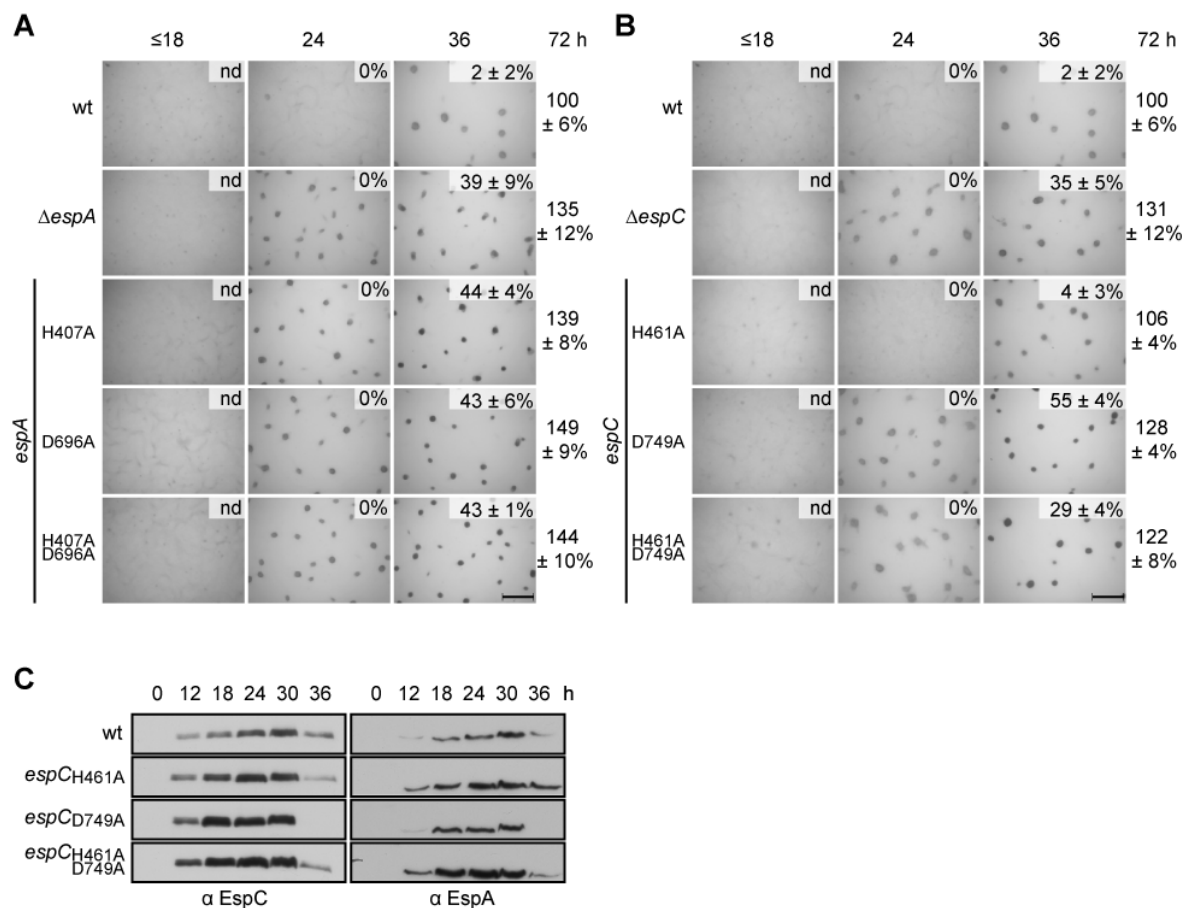 A
≤18 24 36 72 h
wt nd 0% 2 ± 2% 100 ± 6%
ΔespA nd 0% 39 ± 9% 135 ± 12%
espA
H407A nd 0% 44 ± 4% 139 ± 8%
D696A nd 0% 43 ± 6% 149 ± 9%
H407A D696A nd 0% 43 ± 1% 144 ± 10%
B
≤18 24 36 72 h
wt nd 0% 2 ± 2% 100 ± 6%
ΔespC nd 0% 35 ± 5% 131 ± 12%
espC
H461A nd 0% 4 ± 3% 106 ± 4%
D749A nd 0% 55 ± 4% 128 ± 4%
H461A D749A nd 0% 29 ± 4% 122 ± 8%
C
0 12 18 24 30 36 0 12 18 24 30 36 h
wt
espCH461A
espCD749A
espCH461A
D749A
α EspC α EspA